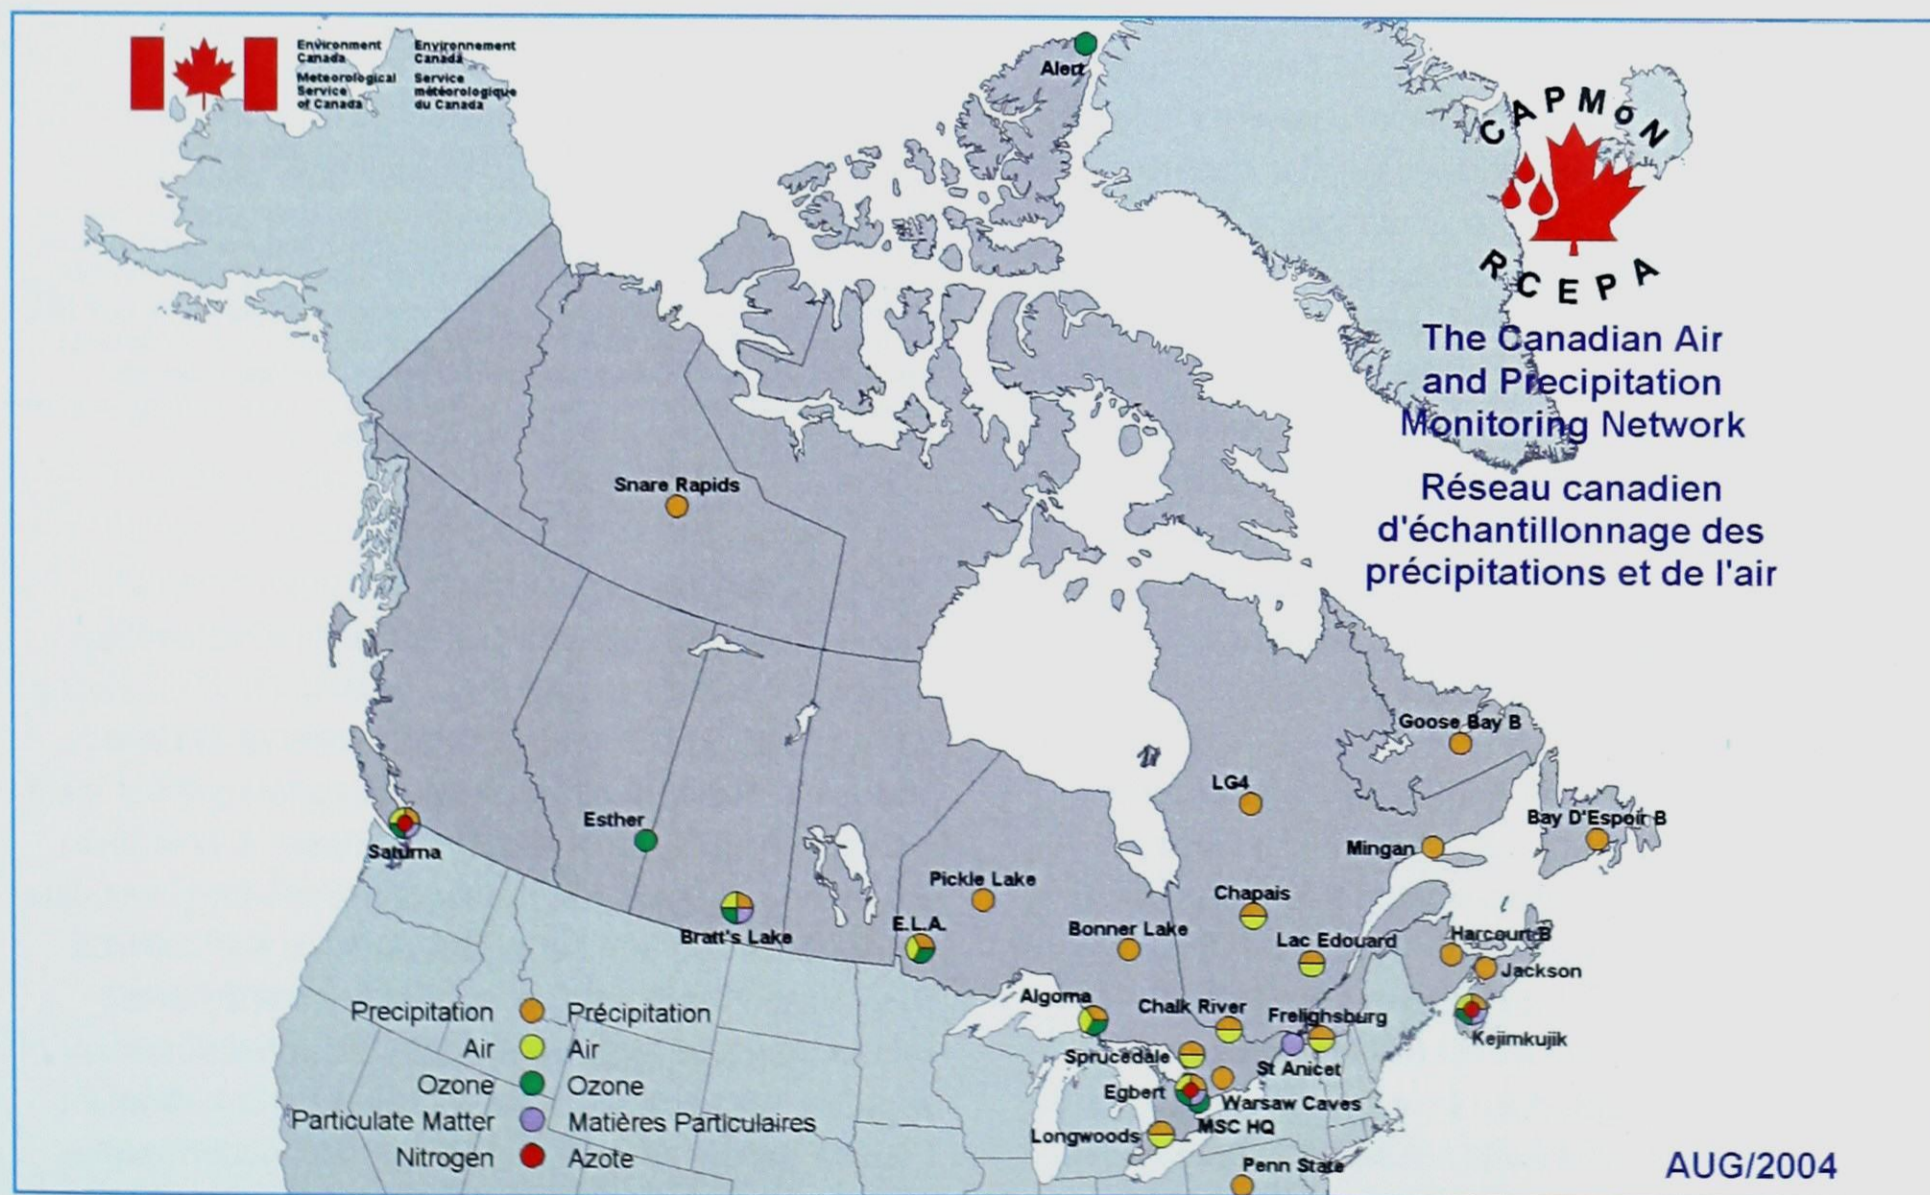 Environment
Canada
Environnement
Canada
Meteorological
Service
of Canada
Service
météorologique
du Canada
Alert
CAPMoN
RCEPA
The Canadian Air
and Precipitation
Monitoring Network
Réseau canadien
d'échantillonnage des
précipitations et de l'air
Snare Rapids
Goose Bay B
LG4
Bay D'Espoir B
Esther
Mingan
Saturna
Pickle Lake
Chapais
E.L.A.
Bonner Lake
Bratt's Lake
Lac Edouard
Harcourt B
Jackson
Algoma
Chalk River
Frelighsburg
Kejimkujik
Sprucedale
St Anicet
Egbert
Warsaw Caves
MSC HQ
Longwoods
Penn State
Precipitation Précipitation
Air Air
Ozone Ozone
Particulate Matter Matières Particulaires
Nitrogen Azote
AUG/2004